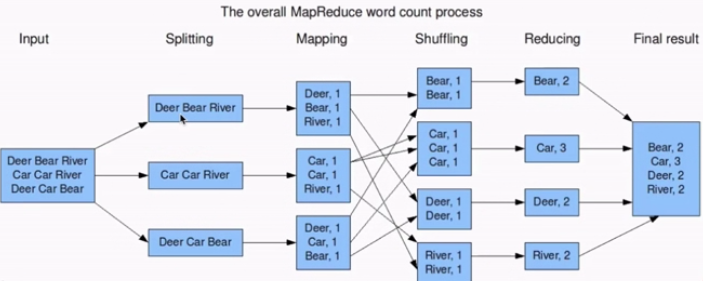 The overall MapReduce word count process
Input
Splitting
Mapping
Shuffling
Reducing
Final result
Deer Bear River
Car Car River
Deer Car Bear
Deer Bear River
Car Car River
Deer Car Bear
Deer, 1
Bear, 1
River, 1
Car, 1
Car, 1
River, 1
Deer, 1
Car, 1
Bear, 1
Bear, 1
Bear, 1
Car, 1
Car, 1
Car, 1
Deer, 1
Deer, 1
River, 1
River, 1
Bear, 2
Car, 3
Deer, 2
River, 2
Bear, 2
Car, 3
Deer, 2
River, 2